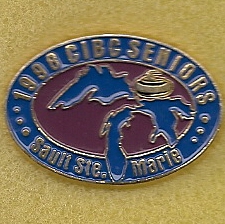 1998 CIBC SENIORS
Sault Ste. Marie